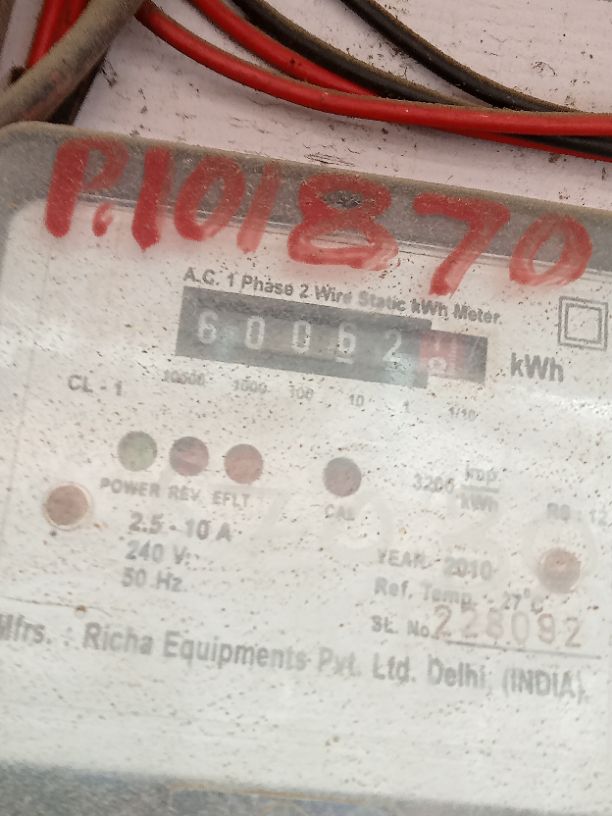 P.101870
A.C. 1 Phase 2 Wire Static kWh Meter.
60062
kWh
CL - 1
10000 1000 100 10 1 1/10
POWER REV. EFLT
CAL
3200 imp/kWh
2.5 - 10 A
240 V.
50 Hz.
YEAR 2010
Ref. Temp. - 27°C
SL. No. 228092
Mfrs. : Richa Equipments Pvt. Ltd. Delhi, (INDIA).